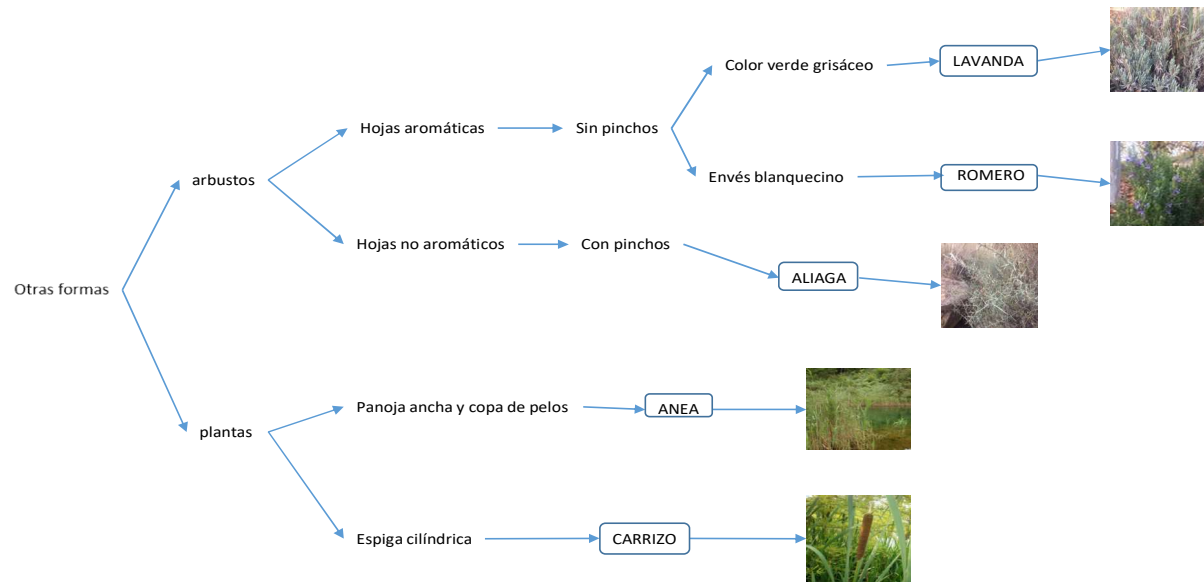 Color verde grisáceo
LAVANDA
Hojas aromáticas
Sin pinchos
arbustos
Envés blanquecino
ROMERO
Hojas no aromáticos
Con pinchos
ALIAGA
Otras formas
Panoja ancha y copa de pelos
ANEA
plantas
Espiga cilíndrica
CARRIZO